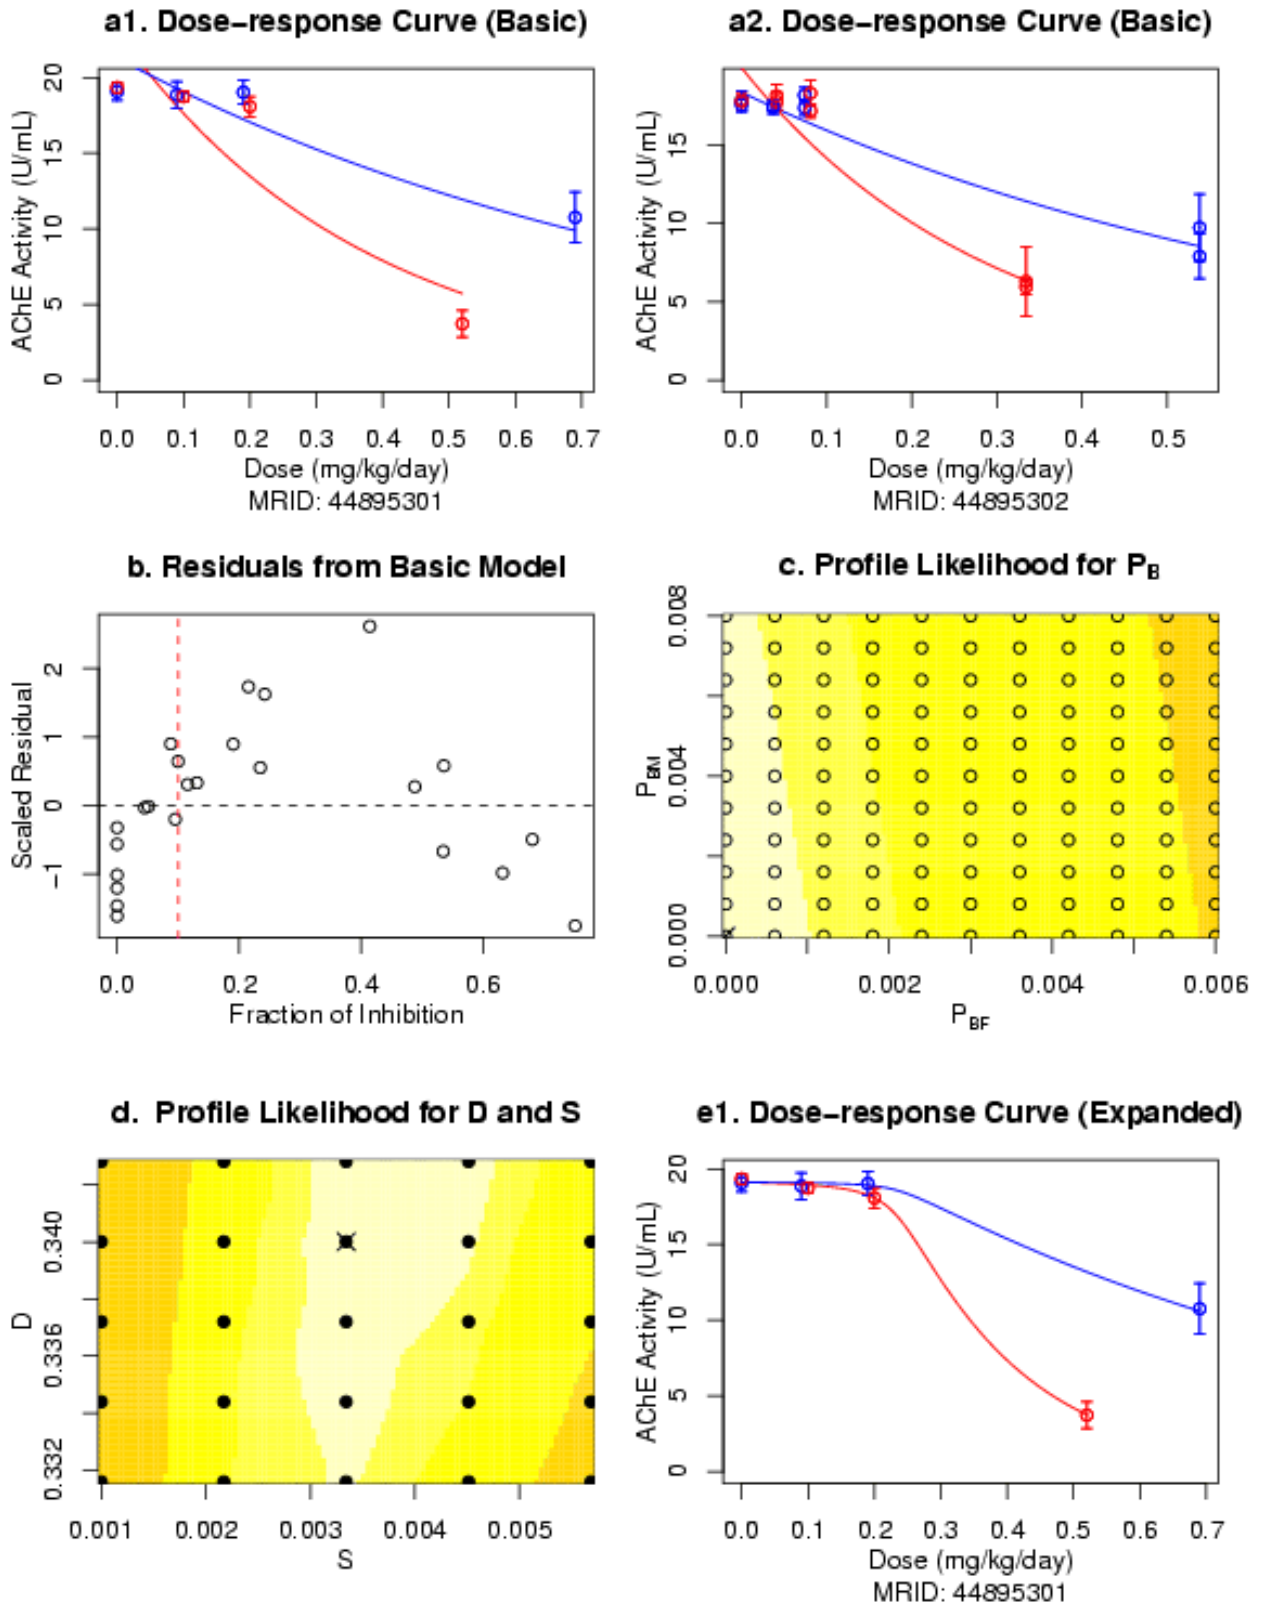 a1. Dose-response Curve (Basic)
AChE Activity (U/mL)
20
15
10
5
0
0.0 0.1 0.2 0.3 0.4 0.5 0.6 0.7
Dose (mg/kg/day)
MRID: 44895301
a2. Dose-response Curve (Basic)
AChE Activity (U/mL)
15
10
5
0
0.0 0.1 0.2 0.3 0.4 0.5
Dose (mg/kg/day)
MRID: 44895302
b. Residuals from Basic Model
Scaled Residual
2
1
0
-1
0.0 0.2 0.4 0.6
Fraction of Inhibition
c. Profile Likelihood for PB
PBM
0.008
0.004
0.000
0.000 0.002 0.004 0.006
PBF
d. Profile Likelihood for D and S
D
0.340
0.336
0.332
0.001 0.002 0.003 0.004 0.005
S
e1. Dose-response Curve (Expanded)
AChE Activity (U/mL)
20
15
10
5
0
0.0 0.1 0.2 0.3 0.4 0.5 0.6 0.7
Dose (mg/kg/day)
MRID: 44895301